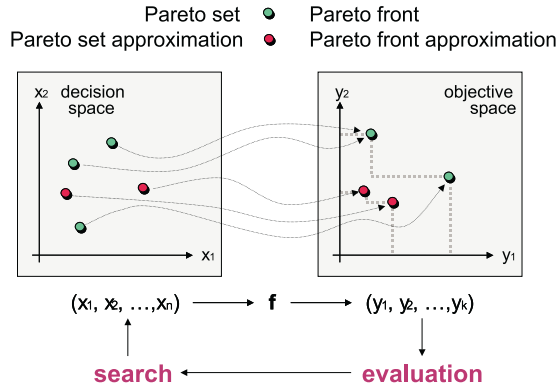 Pareto set Pareto front
Pareto set approximation Pareto front approximation
x₂ decision space
y₂ objective space
x₁
y₁
(x₁, x₂, ...,xₙ) f (y₁, y₂, ...,yₖ)
search evaluation